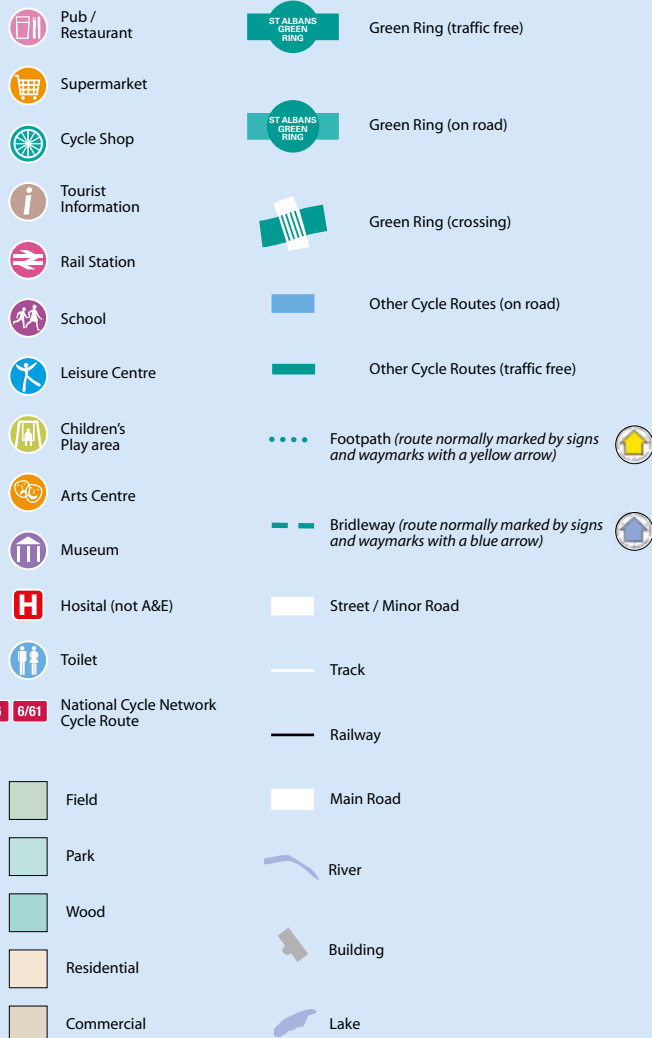 Pub /
Restaurant
Supermarket
Cycle Shop
Tourist
Information
i
Rail Station
School
Leisure Centre
Children's
Play area
Arts Centre
Museum
H
Hosital (not A&E)
Toilet
6/61
National Cycle Network
Cycle Route
Field
Park
Wood
Residential
Commercial
ST ALBANS
GREEN
RING
Green Ring (traffic free)
ST ALBANS
GREEN
RING
Green Ring (on road)
Green Ring (crossing)
Other Cycle Routes (on road)
Other Cycle Routes (traffic free)
Footpath (route normally marked by signs
and waymarks with a yellow arrow)
Bridleway (route normally marked by signs
and waymarks with a blue arrow)
Street / Minor Road
Track
Railway
Main Road
River
Building
Lake